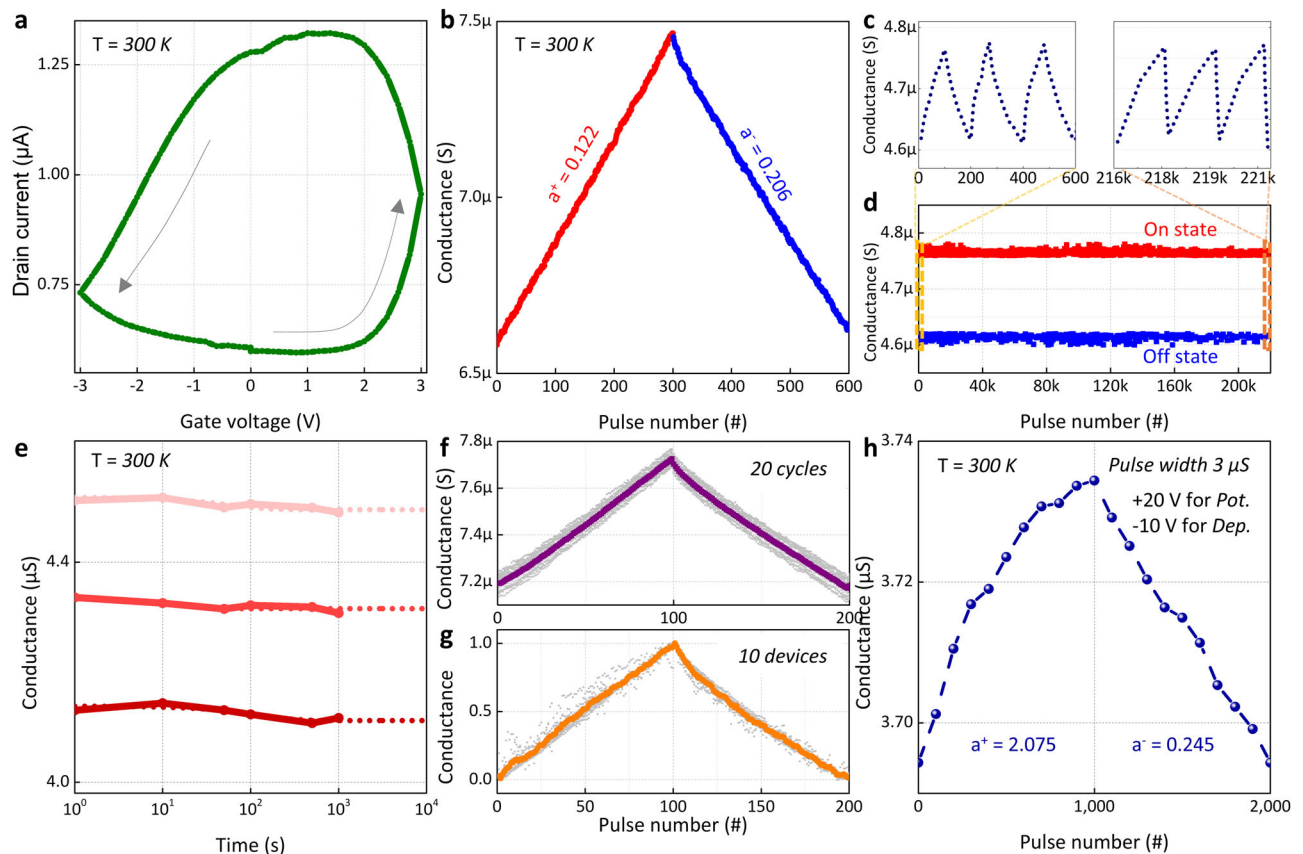 a
T = 300 K
1.25
1.00
0.75
Drain current (µA)
-3 -2 -1 0 1 2 3
Gate voltage (V)
b
T = 300 K
7.5µ
7.0µ
6.5µ
Conductance (S)
a⁺ = 0.122
a⁻ = 0.206
0 100 200 300 400 500 600
Pulse number (#)
c
4.8µ
4.7µ
4.6µ
Conductance (S)
0 200 400 600
216k 218k 219k 221k
d
4.8µ
4.7µ
4.6µ
Conductance (S)
On state
Off state
0 40k 80k 120k 160k 200k
Pulse number (#)
e
T = 300 K
4.4
4.0
Conductance (µS)
10⁰ 10¹ 10² 10³ 10⁴
Time (s)
f
7.8µ
7.6µ
7.4µ
7.2µ
Conductance (S)
20 cycles
0 100 200
g
1.0
0.5
0.0
Conductance
10 devices
0 50 100 150 200
Pulse number (#)
h
3.74
3.72
3.70
Conductance (µS)
T = 300 K
Pulse width 3 µS
+20 V for Pot.
-10 V for Dep.
a⁺ = 2.075
a⁻ = 0.245
0 1,000 2,000
Pulse number (#)